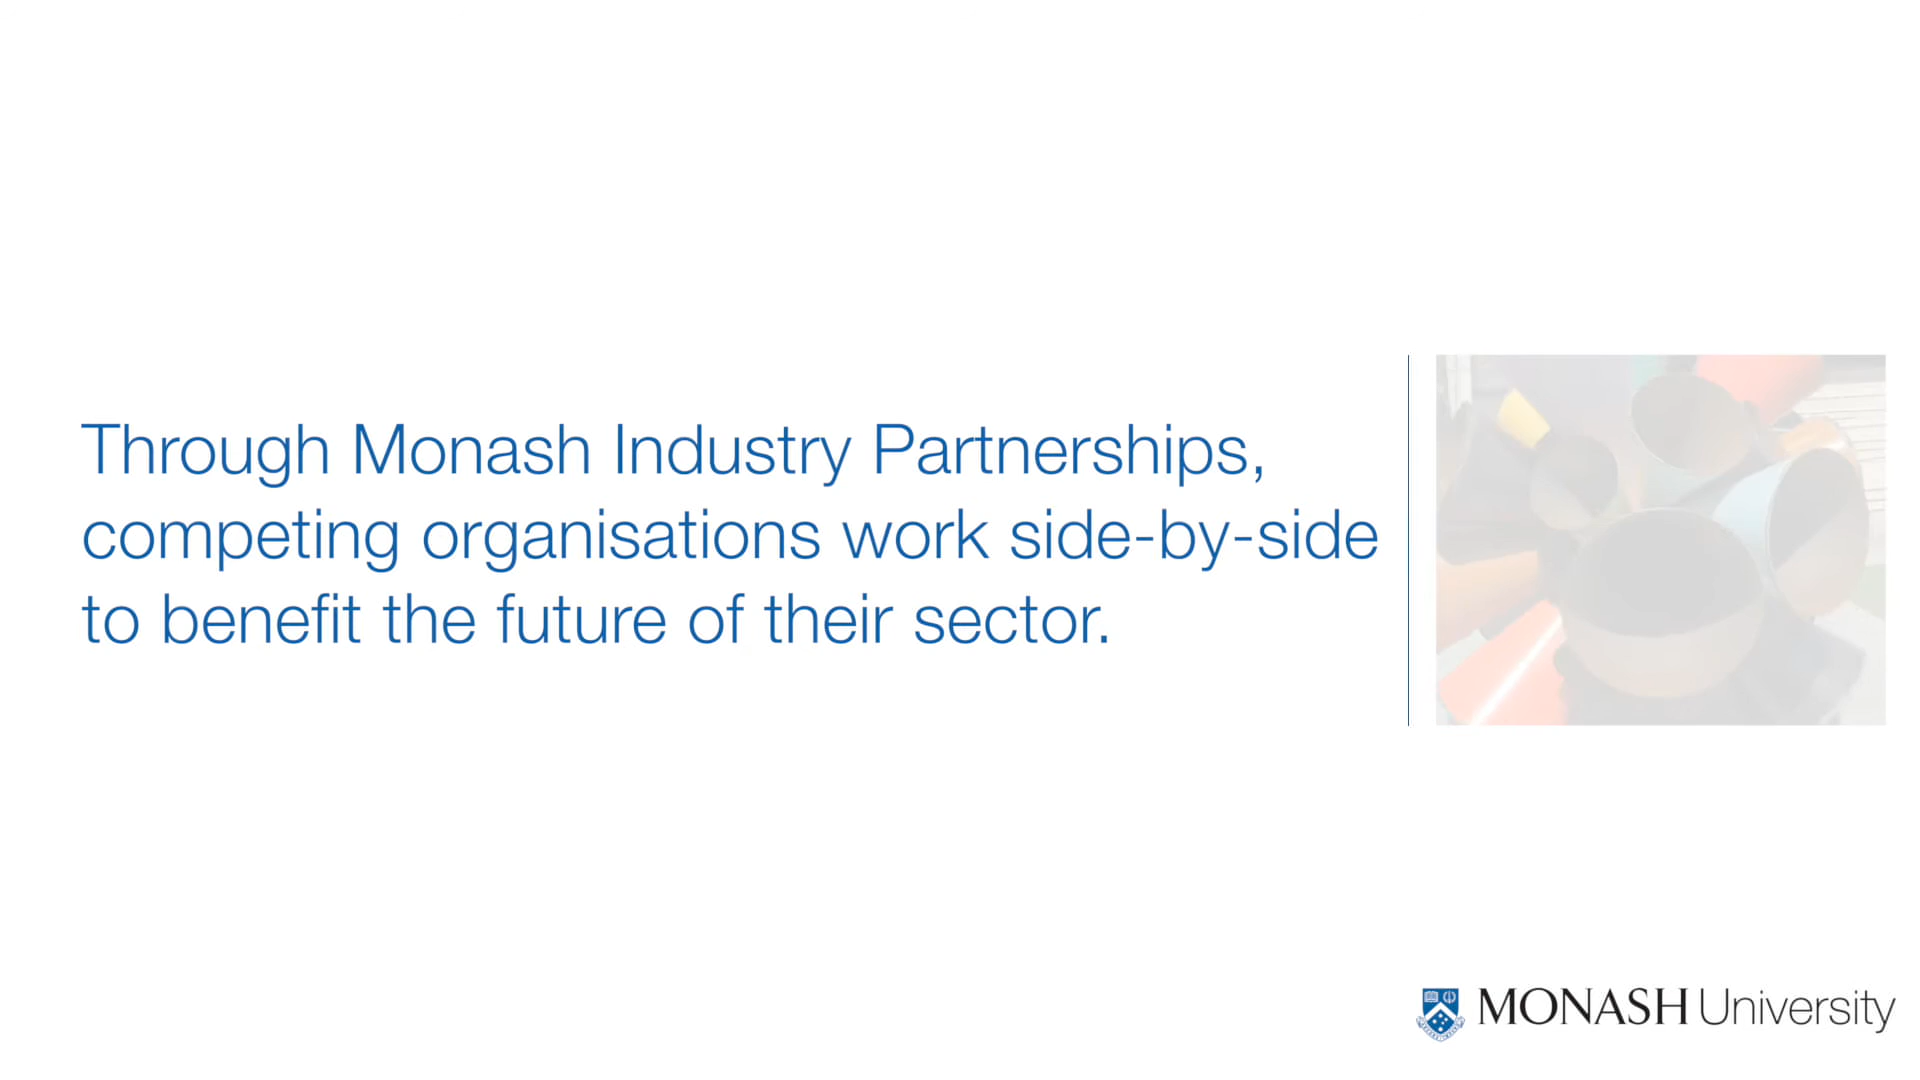 Through Monash Industry Partnerships,
competing organisations work side-by-side
to benefit the future of their sector.
MONASH University